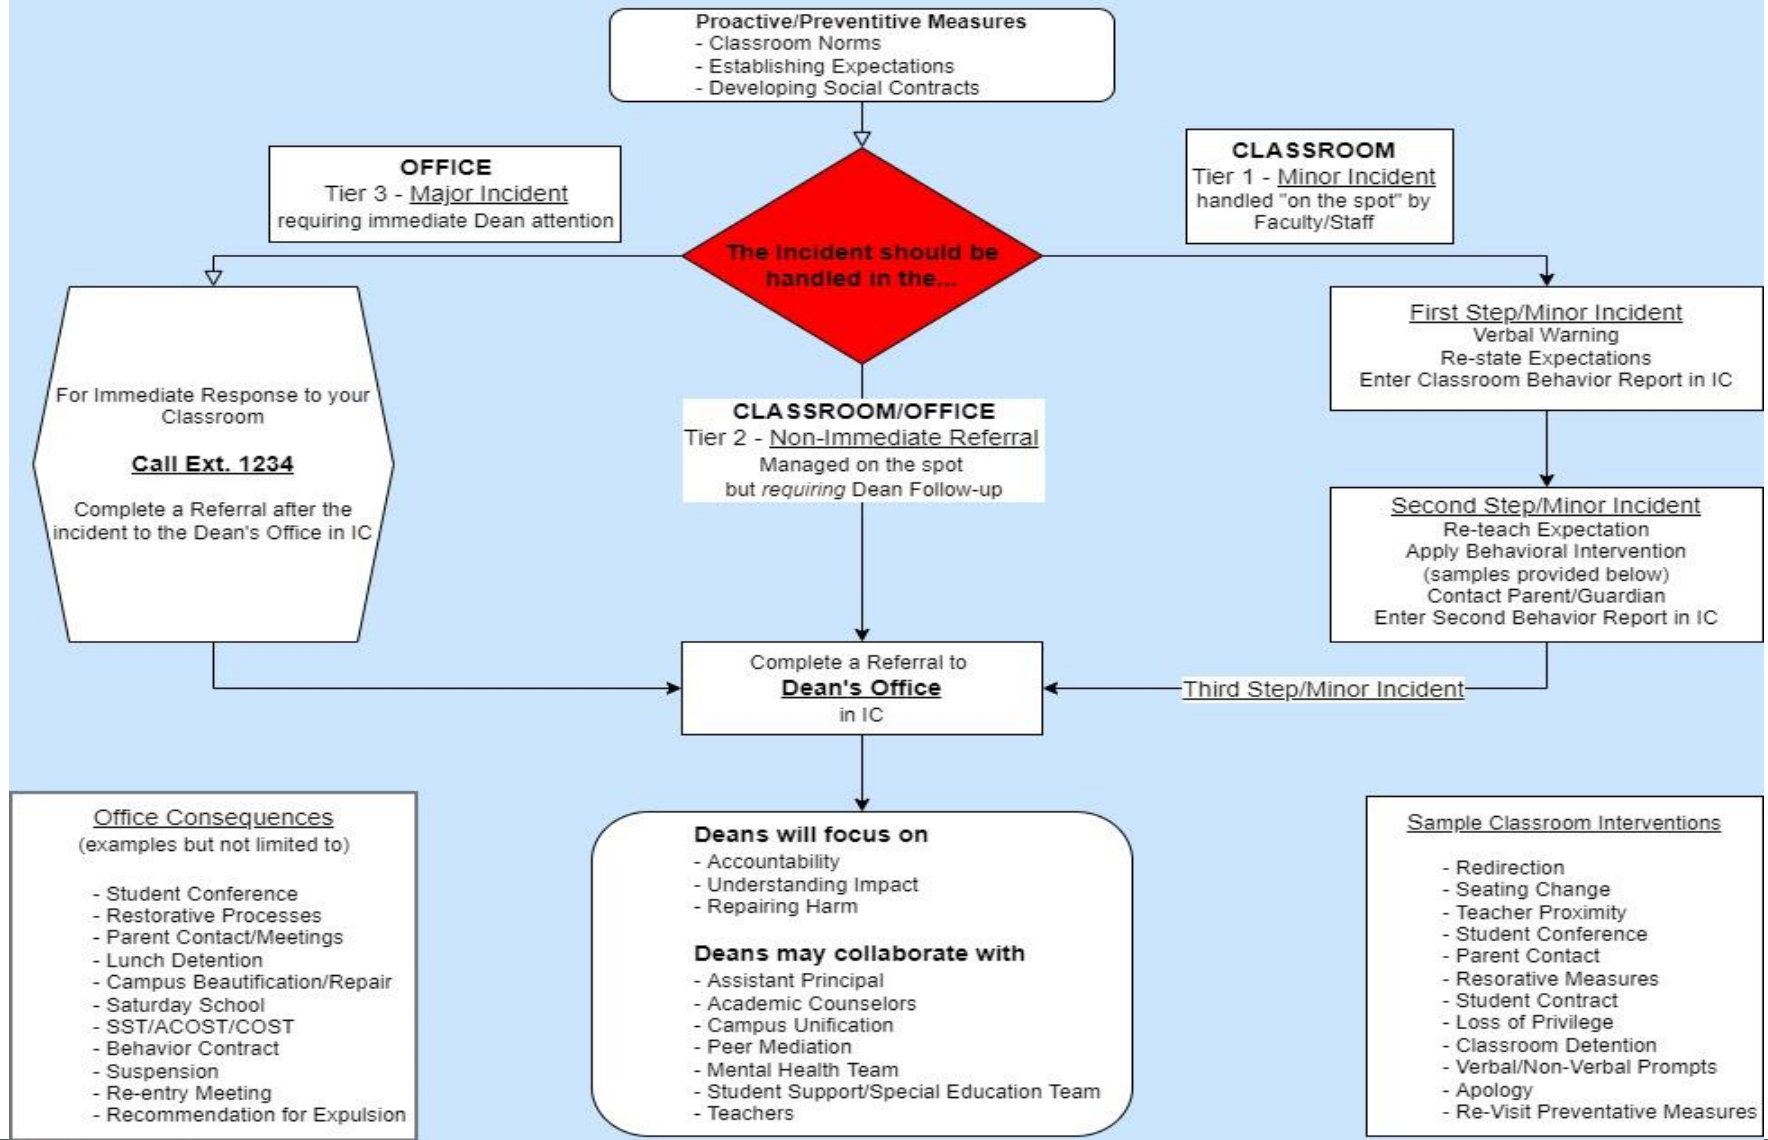 Proactive/Preventitive Measures
- Classroom Norms
- Establishing Expectations
- Developing Social Contracts
OFFICE
Tier 3 - Major Incident
requiring immediate Dean attention
CLASSROOM
Tier 1 - Minor Incident
handled "on the spot" by
Faculty/Staff
The Incident should be
handled in the...
For Immediate Response to your
Classroom
Call Ext. 1234
Complete a Referral after the
incident to the Dean's Office in IC
CLASSROOM/OFFICE
Tier 2 - Non-Immediate Referral
Managed on the spot
but requiring Dean Follow-up
First Step/Minor Incident
Verbal Warning
Re-state Expectations
Enter Classroom Behavior Report in IC
Second Step/Minor Incident
Re-teach Expectation
Apply Behavioral Intervention
(samples provided below)
Contact Parent/Guardian
Enter Second Behavior Report in IC
Third Step/Minor Incident
Complete a Referral to
Dean's Office
in IC
Office Consequences
(examples but not limited to)
- Student Conference
- Restorative Processes
- Parent Contact/Meetings
- Lunch Detention
- Campus Beautification/Repair
- Saturday School
- SST/ACOST/COST
- Behavior Contract
- Suspension
- Re-entry Meeting
- Recommendation for Expulsion
Deans will focus on
- Accountability
- Understanding Impact
- Repairing Harm
Deans may collaborate with
- Assistant Principal
- Academic Counselors
- Campus Unification
- Peer Mediation
- Mental Health Team
- Student Support/Special Education Team
- Teachers
Sample Classroom Interventions
- Redirection
- Seating Change
- Teacher Proximity
- Student Conference
- Parent Contact
- Resorative Measures
- Student Contract
- Loss of Privilege
- Classroom Detention
- Verbal/Non-Verbal Prompts
- Apology
- Re-Visit Preventative Measures